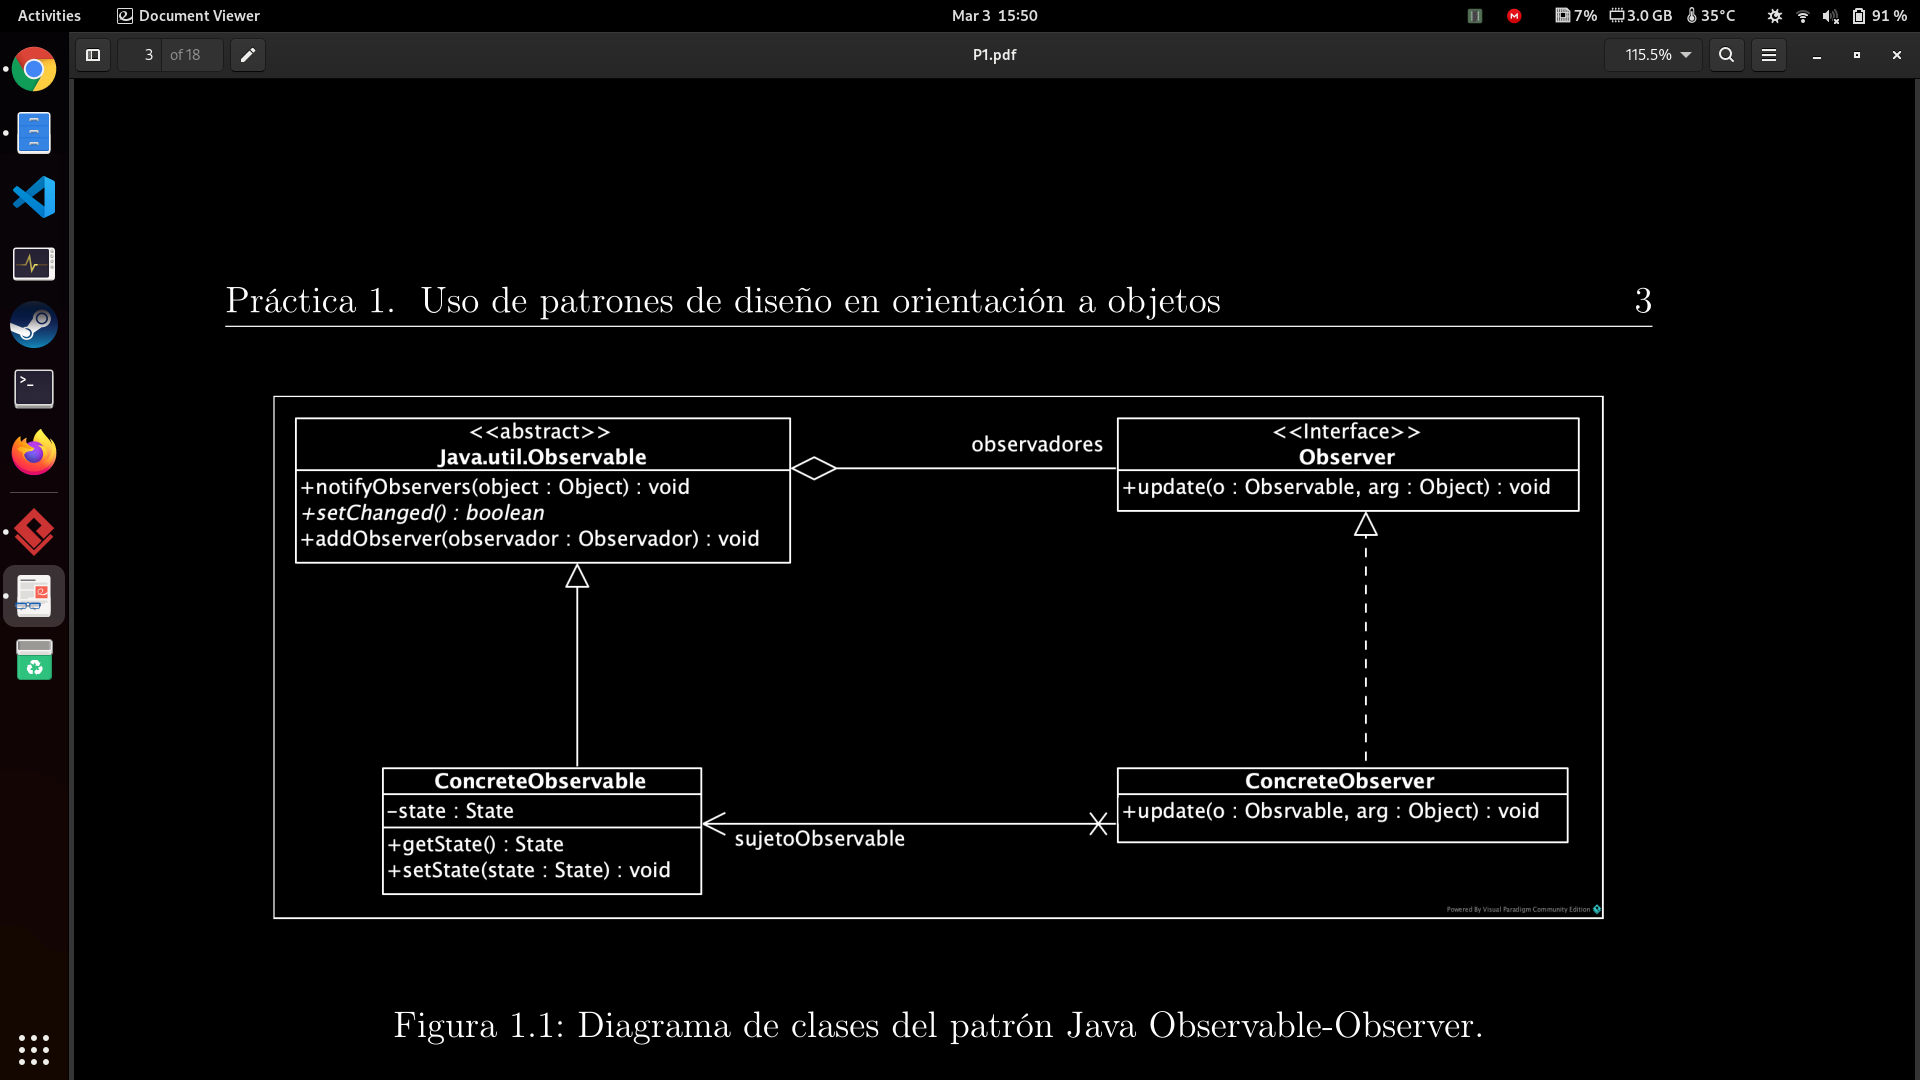 Activities Document Viewer Mar 3 15:50 7% 3.0 GB 35°C 91 %
3 of 18 P1.pdf 115.5%
Práctica 1. Uso de patrones de diseño en orientación a objetos 3
<<abstract>>
Java.util.Observable
+notifyObservers(object : Object) : void
+setChanged() : boolean
+addObserver(observador : Observador) : void
observadores
<<Interface>>
Observer
+update(o : Observable, arg : Object) : void
ConcreteObservable
-state : State
+getState() : State
+setState(state : State) : void
sujetoObservable
ConcreteObserver
+update(o : Obsrvable, arg : Object) : void
Powered By Visual Paradigm Community Edition
Figura 1.1: Diagrama de clases del patrón Java Observable-Observer.